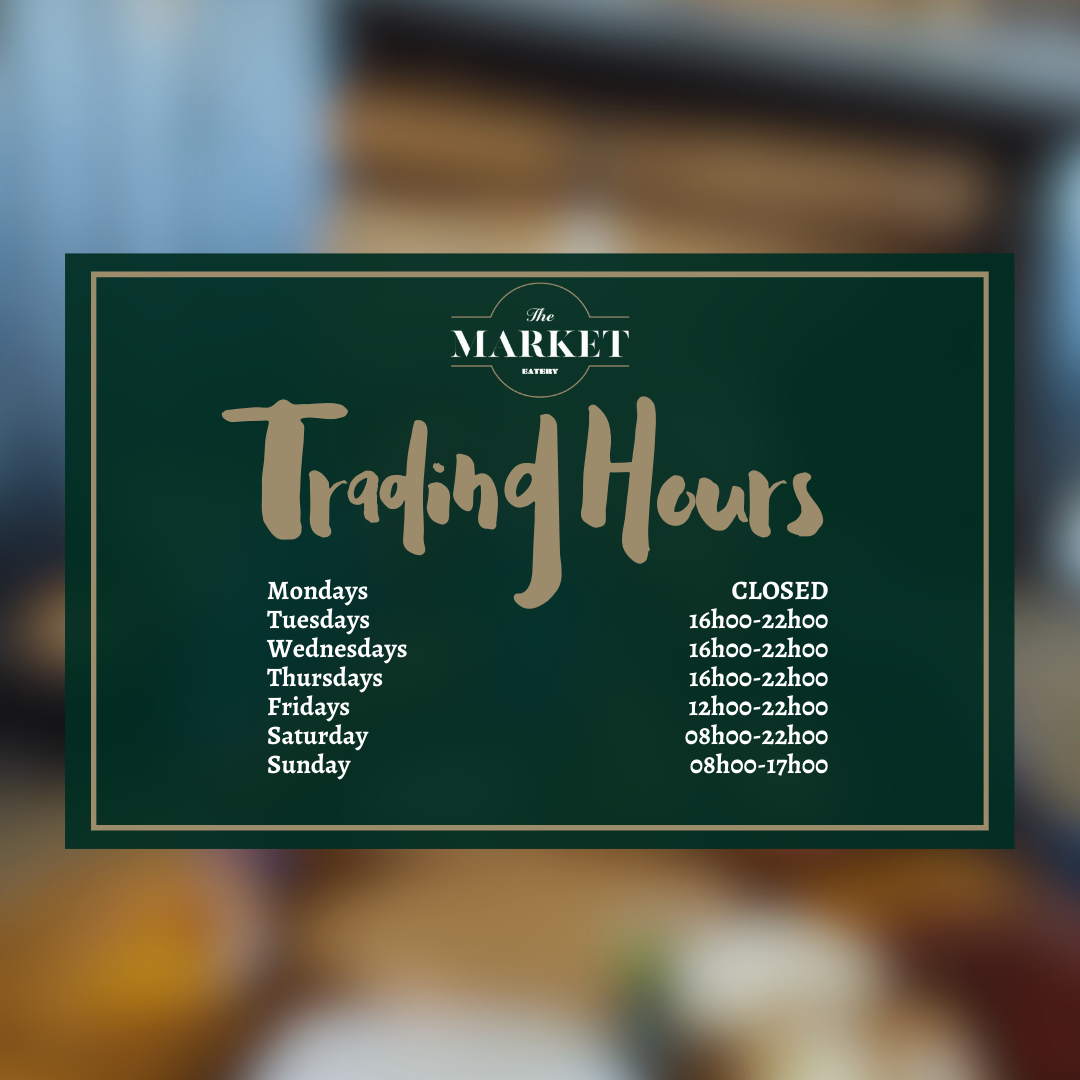 The
MARKET
EATERY
Trading Hours
Mondays CLOSED
Tuesdays 16h00-22h00
Wednesdays 16h00-22h00
Thursdays 16h00-22h00
Fridays 12h00-22h00
Saturday 08h00-22h00
Sunday 08h00-17h00